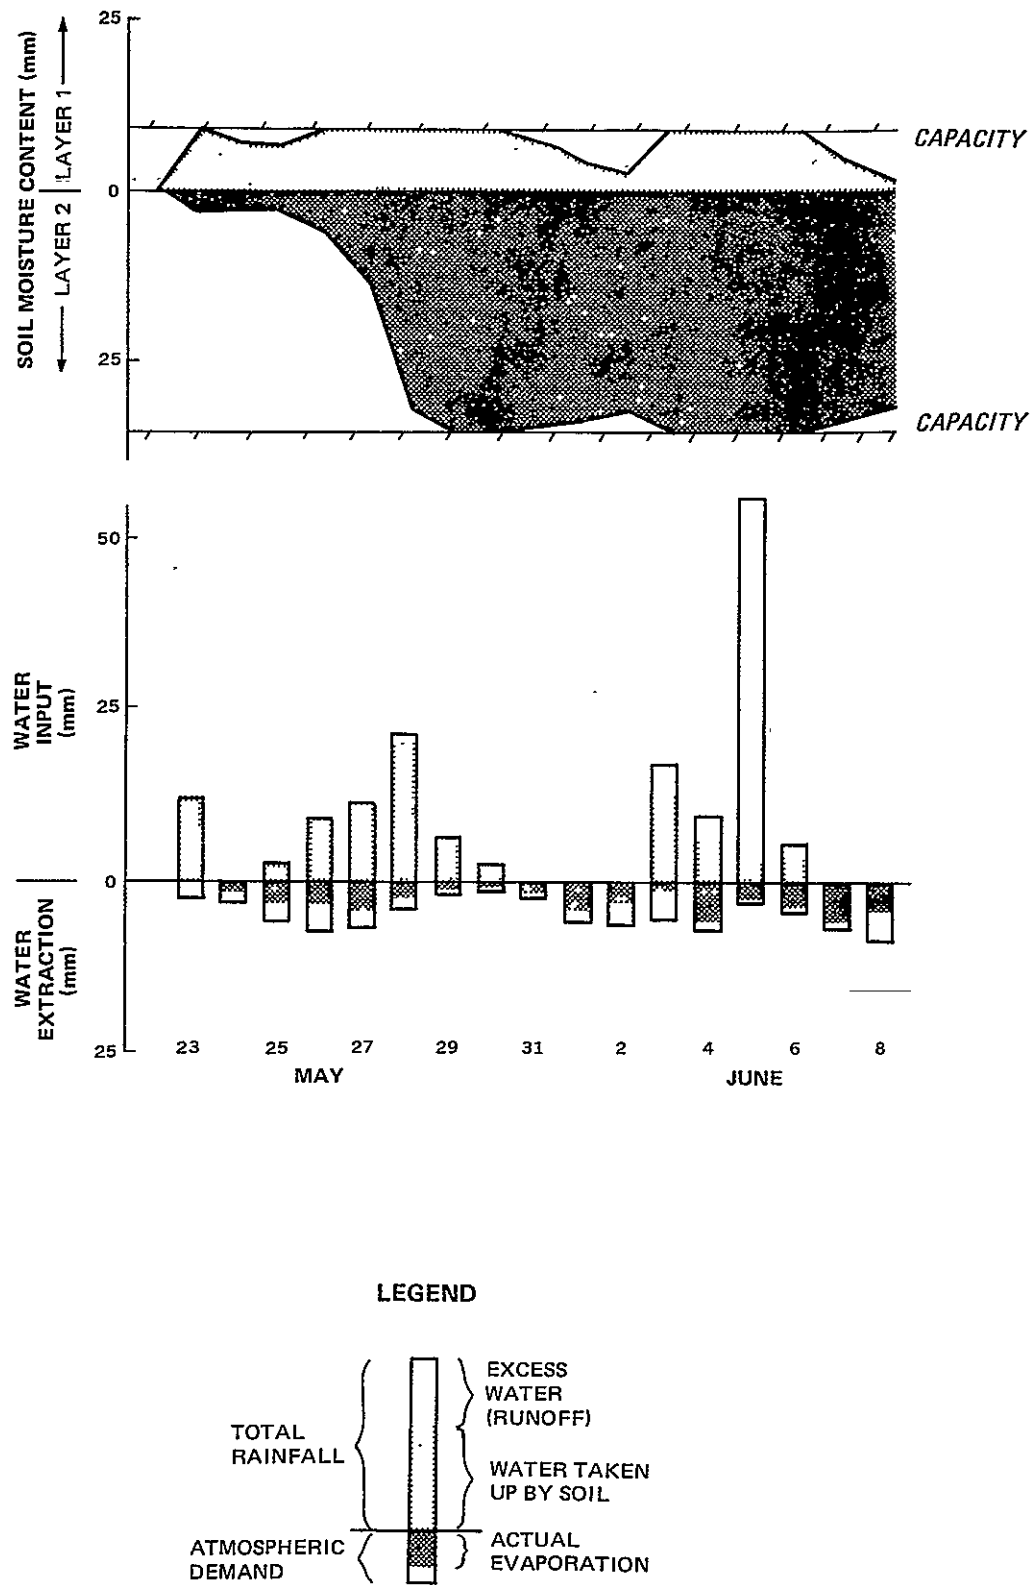 25
SOIL MOISTURE CONTENT (mm)
LAYER 1
CAPACITY
0
LAYER 2
25
CAPACITY
50
WATER
INPUT
(mm)
25
0
WATER
EXTRACTION
(mm)
25
23 25 27 29 31 2 4 6 8
MAY JUNE
LEGEND
TOTAL
RAINFALL
EXCESS
WATER
(RUNOFF)
WATER TAKEN
UP BY SOIL
ATMOSPHERIC
DEMAND
ACTUAL
EVAPORATION